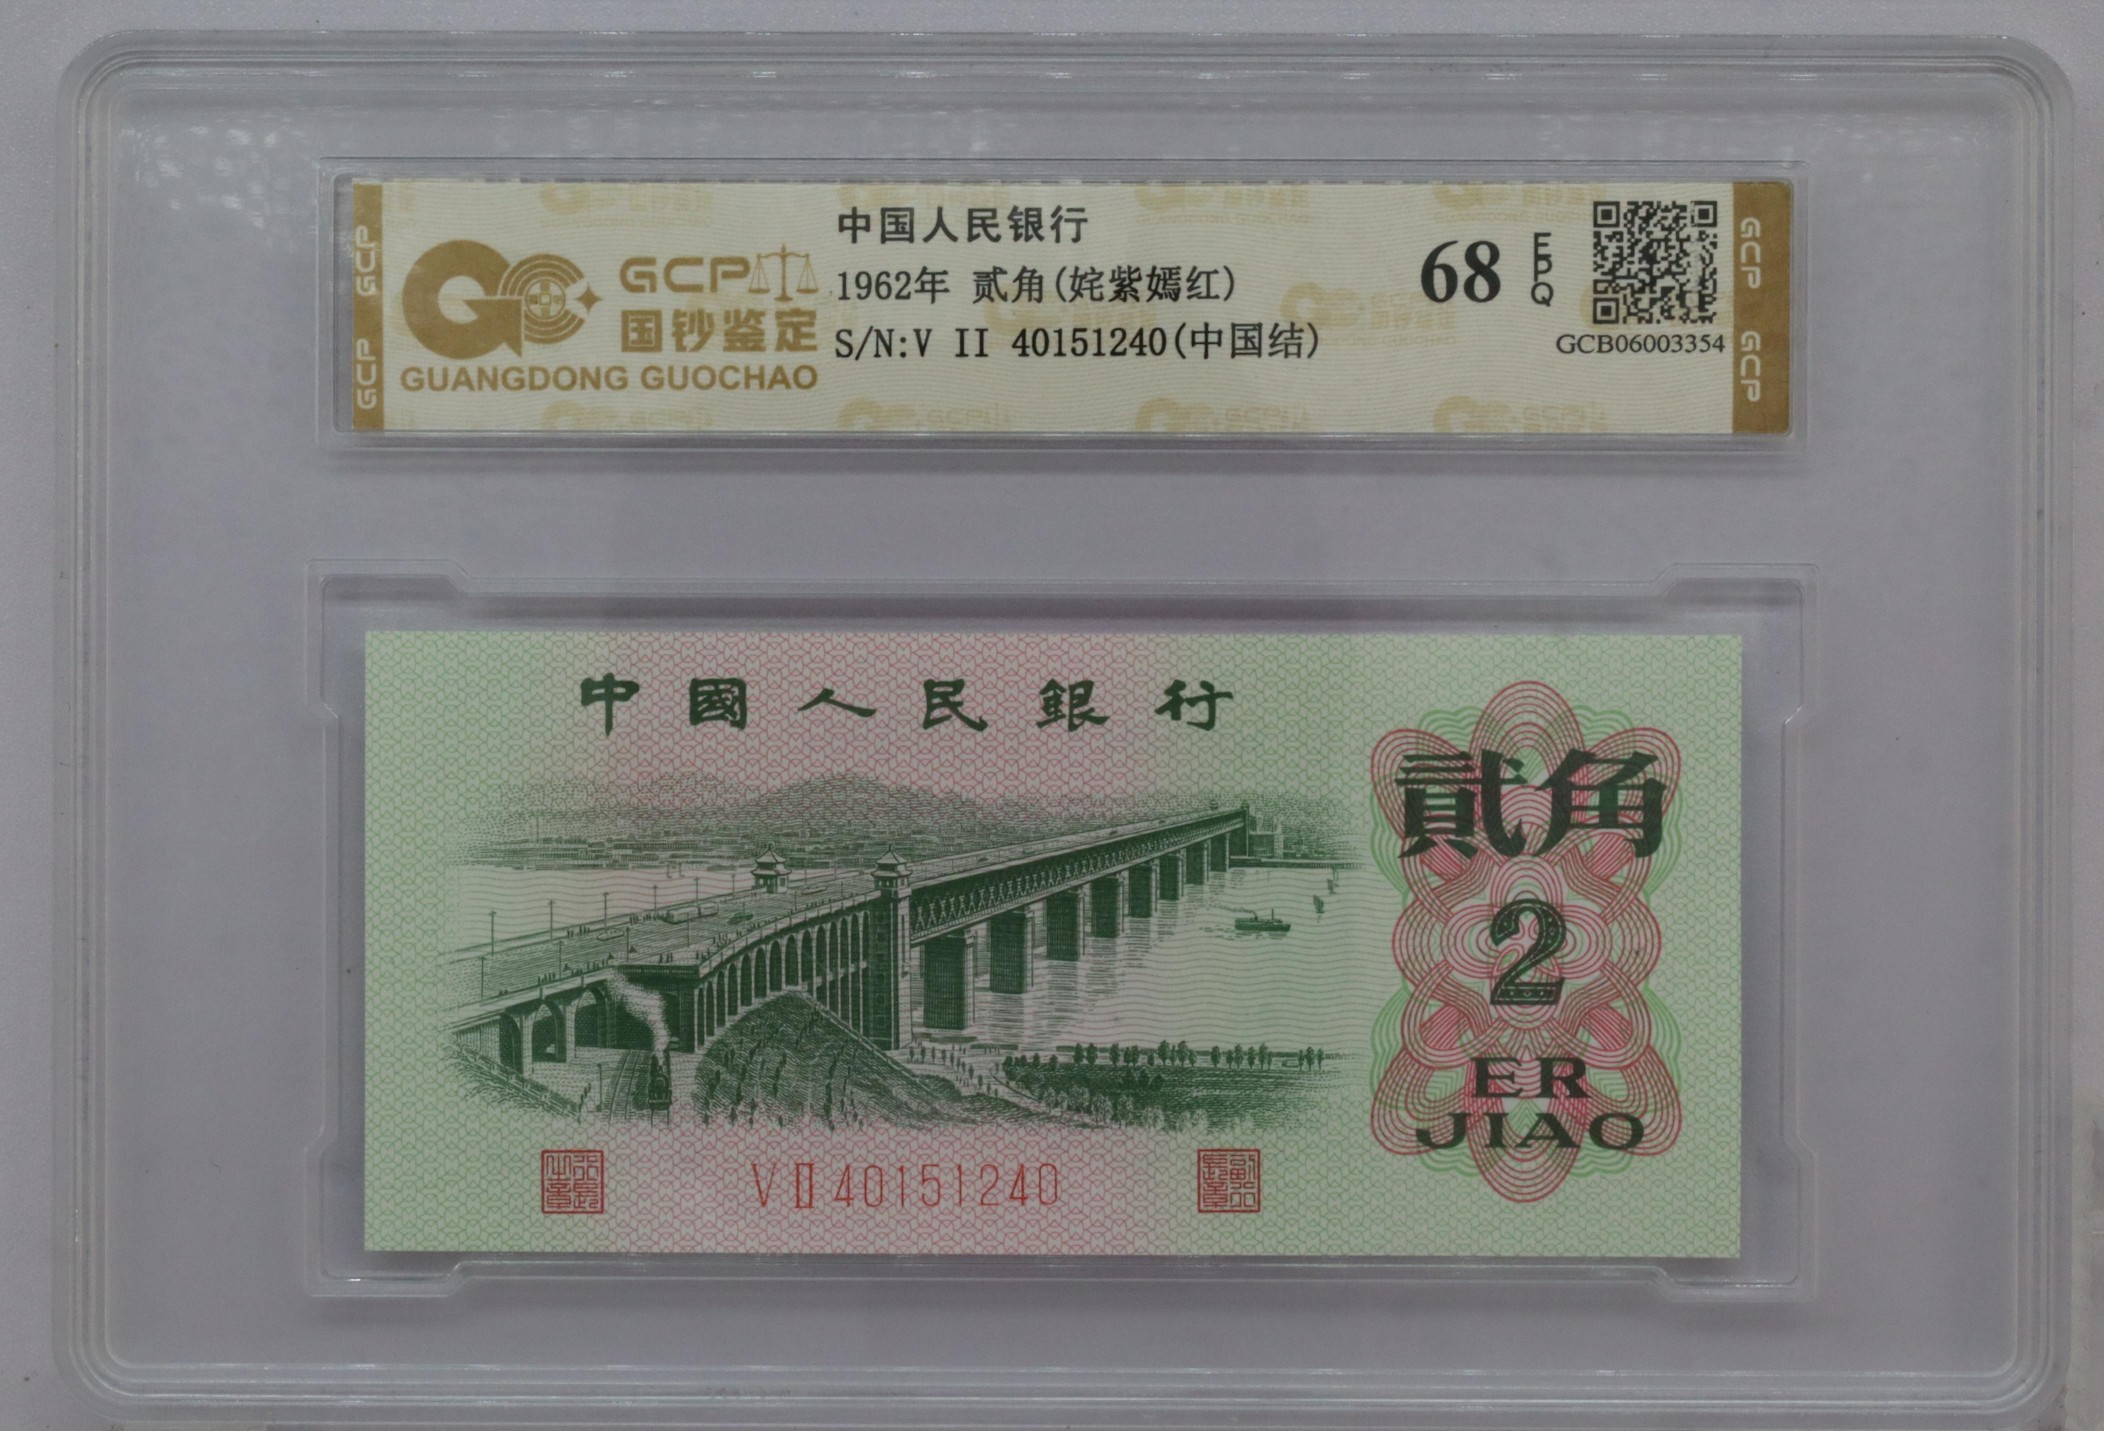 中国人民银行
1962年 贰角(姹紫嫣红)
S/N:V II 40151240(中国结)
GCP
国钞鉴定
GUANGDONG GUOCHAO
68 EPQ
GCB06003354
GCP
GCP
GCP
GCP
中國人民銀行
貳角
2
ER
JIAO
V II 40151240